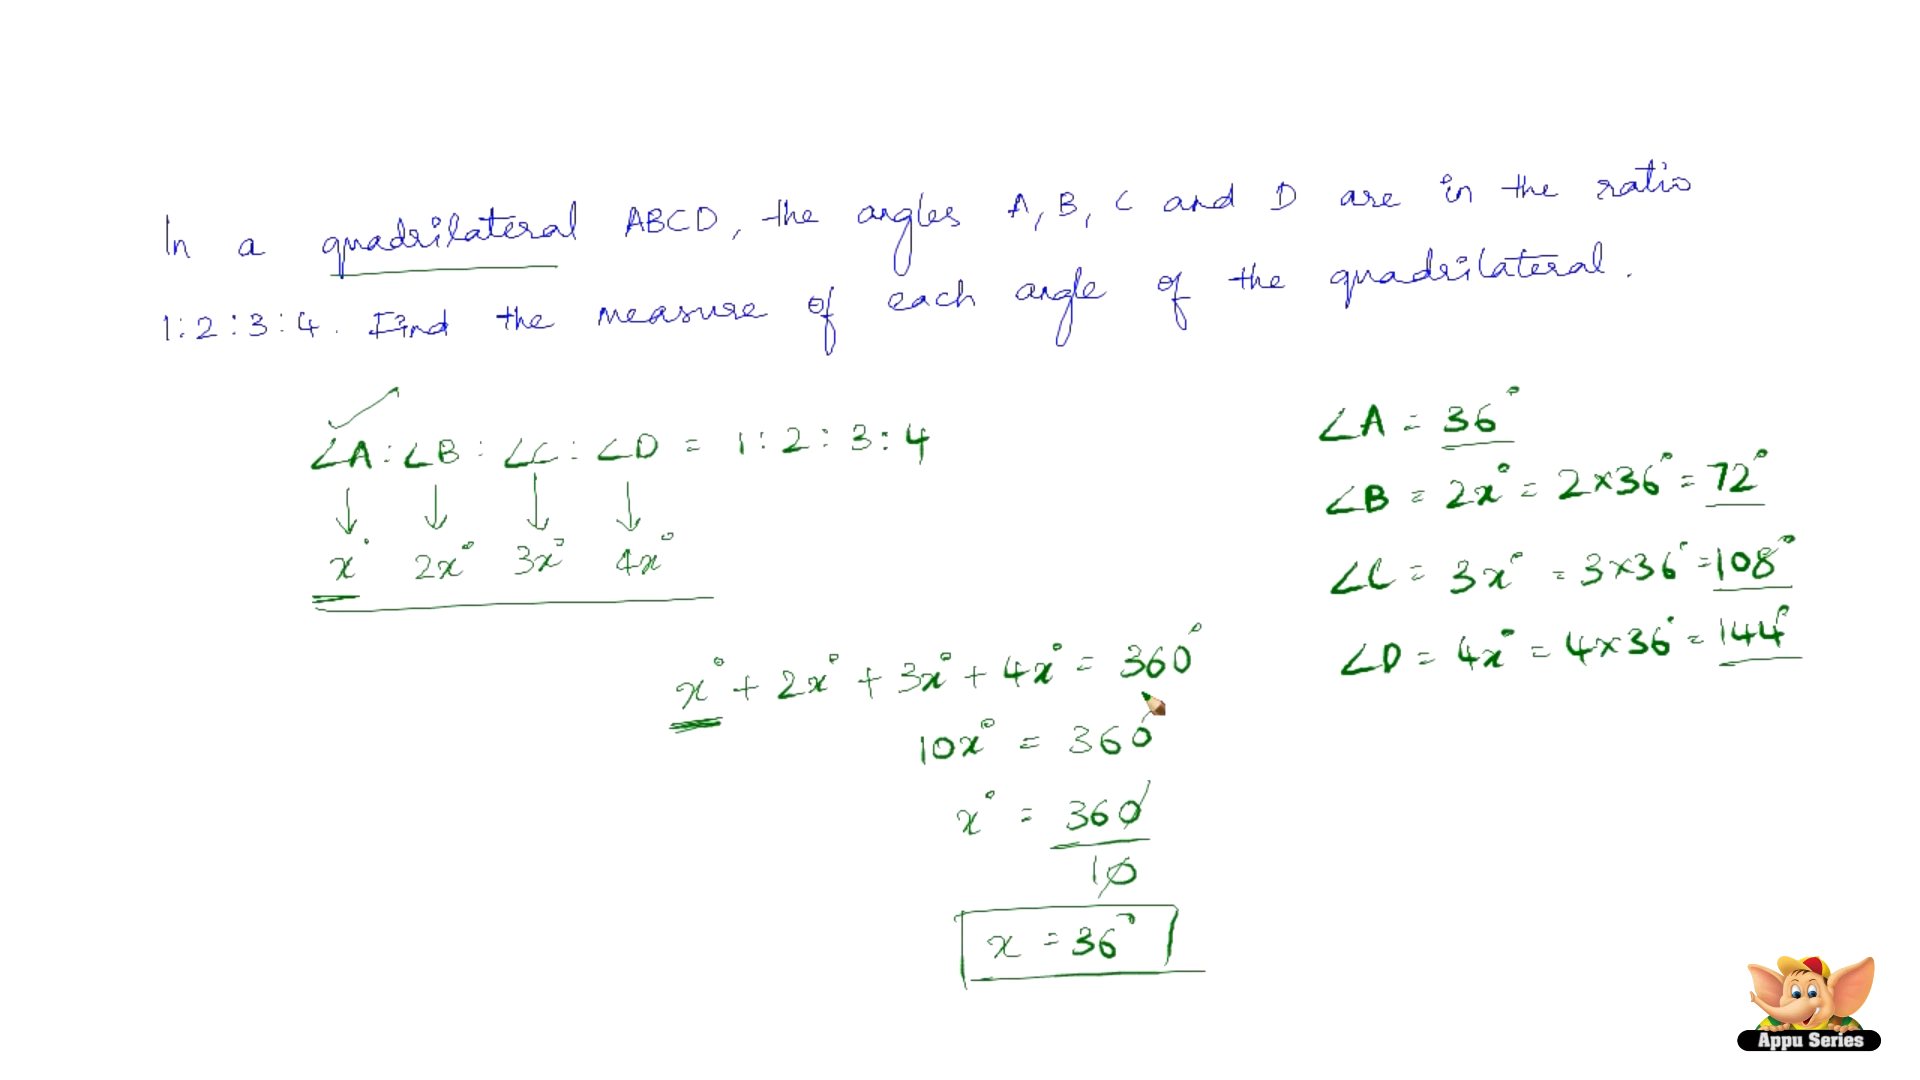 In a quadrilateral ABCD, the angles A, B, C and D are in the ratio
1:2:3:4. Find the measure of each angle of the quadrilateral.
∠A : ∠B : ∠C : ∠D = 1 : 2 : 3 : 4
↓ ↓ ↓ ↓
x° 2x° 3x° 4x°
x° + 2x° + 3x° + 4x° = 360°
10x° = 360°
x° = 360
10
x = 36°
∠A = 36°
∠B = 2x° = 2×36° = 72°
∠C = 3x° = 3×36° = 108°
∠D = 4x° = 4×36° = 144°
Appu Series